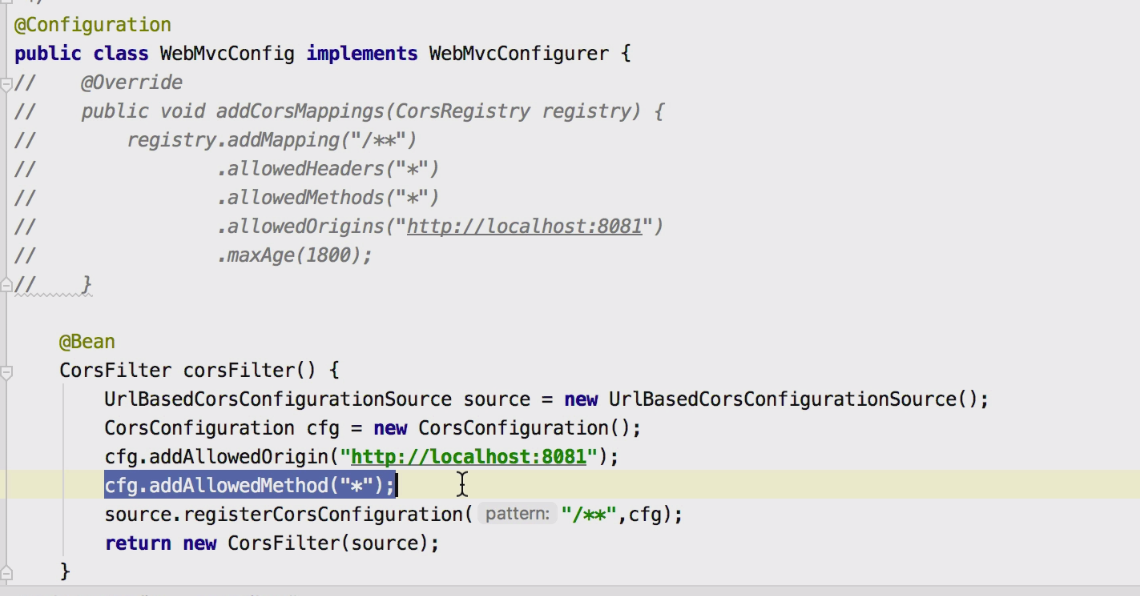 @Configuration
public class WebMvcConfig implements WebMvcConfigurer {
//    @Override
//    public void addCorsMappings(CorsRegistry registry) {
//        registry.addMapping("/**")
//                .allowedHeaders("*")
//                .allowedMethods("*")
//                .allowedOrigins("http://localhost:8081")
//                .maxAge(1800);
//    }
    @Bean
    CorsFilter corsFilter() {
        UrlBasedCorsConfigurationSource source = new UrlBasedCorsConfigurationSource();
        CorsConfiguration cfg = new CorsConfiguration();
        cfg.addAllowedOrigin("http://localhost:8081");
        cfg.addAllowedMethod("*");
        source.registerCorsConfiguration( pattern: "/**",cfg);
        return new CorsFilter(source);
    }